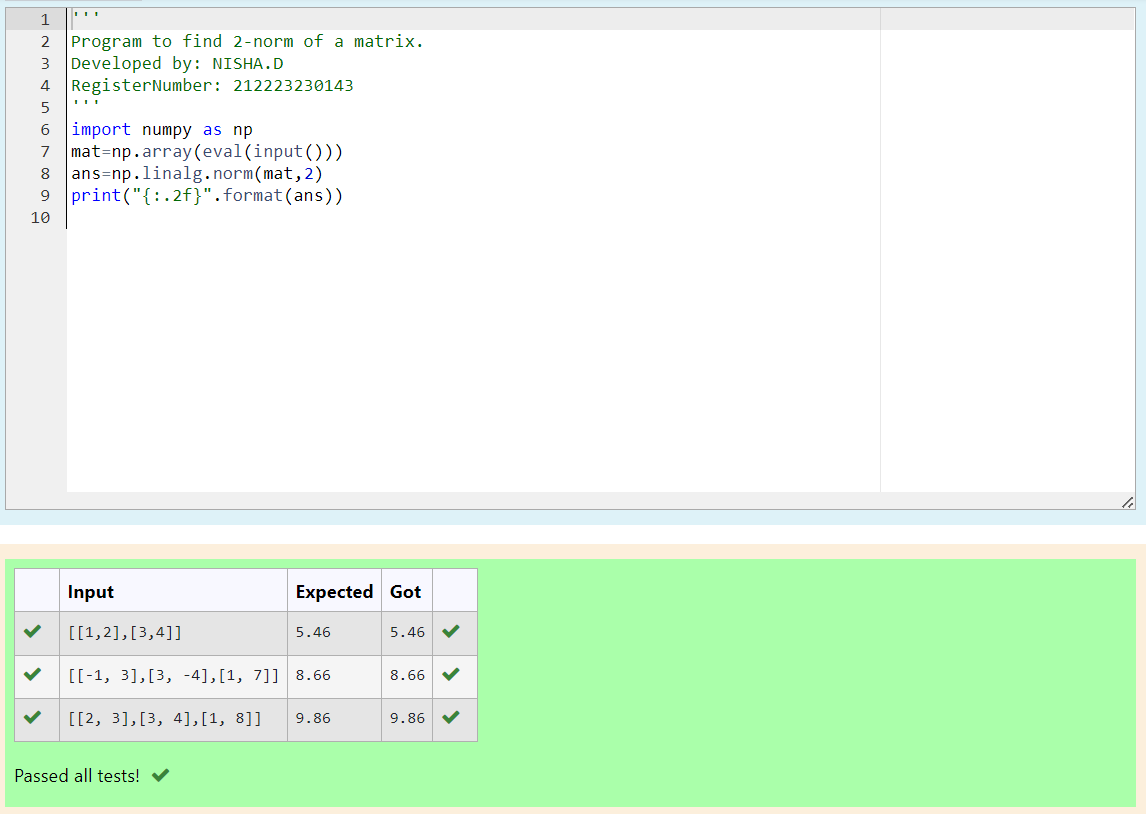 1 '''
2 Program to find 2-norm of a matrix.
3 Developed by: NISHA.D
4 RegisterNumber: 212223230143
5 '''
6 import numpy as np
7 mat=np.array(eval(input()))
8 ans=np.linalg.norm(mat,2)
9 print("{:.2f}".format(ans))
10
Input Expected Got
[[1,2],[3,4]] 5.46 5.46
[[-1, 3],[3, -4],[1, 7]] 8.66 8.66
[[2, 3],[3, 4],[1, 8]] 9.86 9.86
Passed all tests!